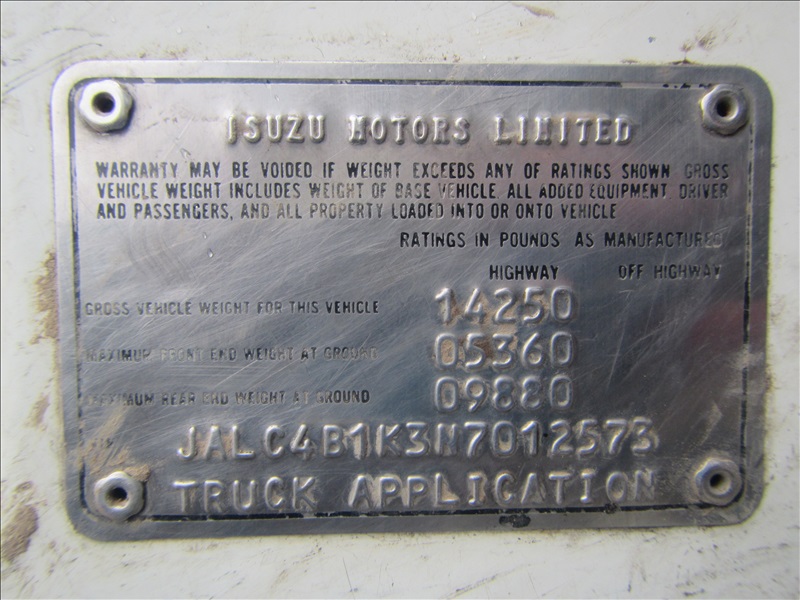 ISUZU MOTORS LIMITED
WARRANTY MAY BE VOIDED IF WEIGHT EXCEEDS ANY OF RATINGS SHOWN GROSS
VEHICLE WEIGHT INCLUDES WEIGHT OF BASE VEHICLE. ALL ADDED EQUIPMENT DRIVER
AND PASSENGERS, AND ALL PROPERTY LOADED INTO OR ONTO VEHICLE
RATINGS IN POUNDS AS MANUFACTURED
HIGHWAY OFF HIGHWAY
GROSS VEHICLE WEIGHT FOR THIS VEHICLE 14250
MAXIMUM FRONT END WEIGHT AT GROUND 05360
MAXIMUM REAR END WEIGHT AT GROUND 09880
JALC4B1K3N7012573
TRUCK APPLICATION